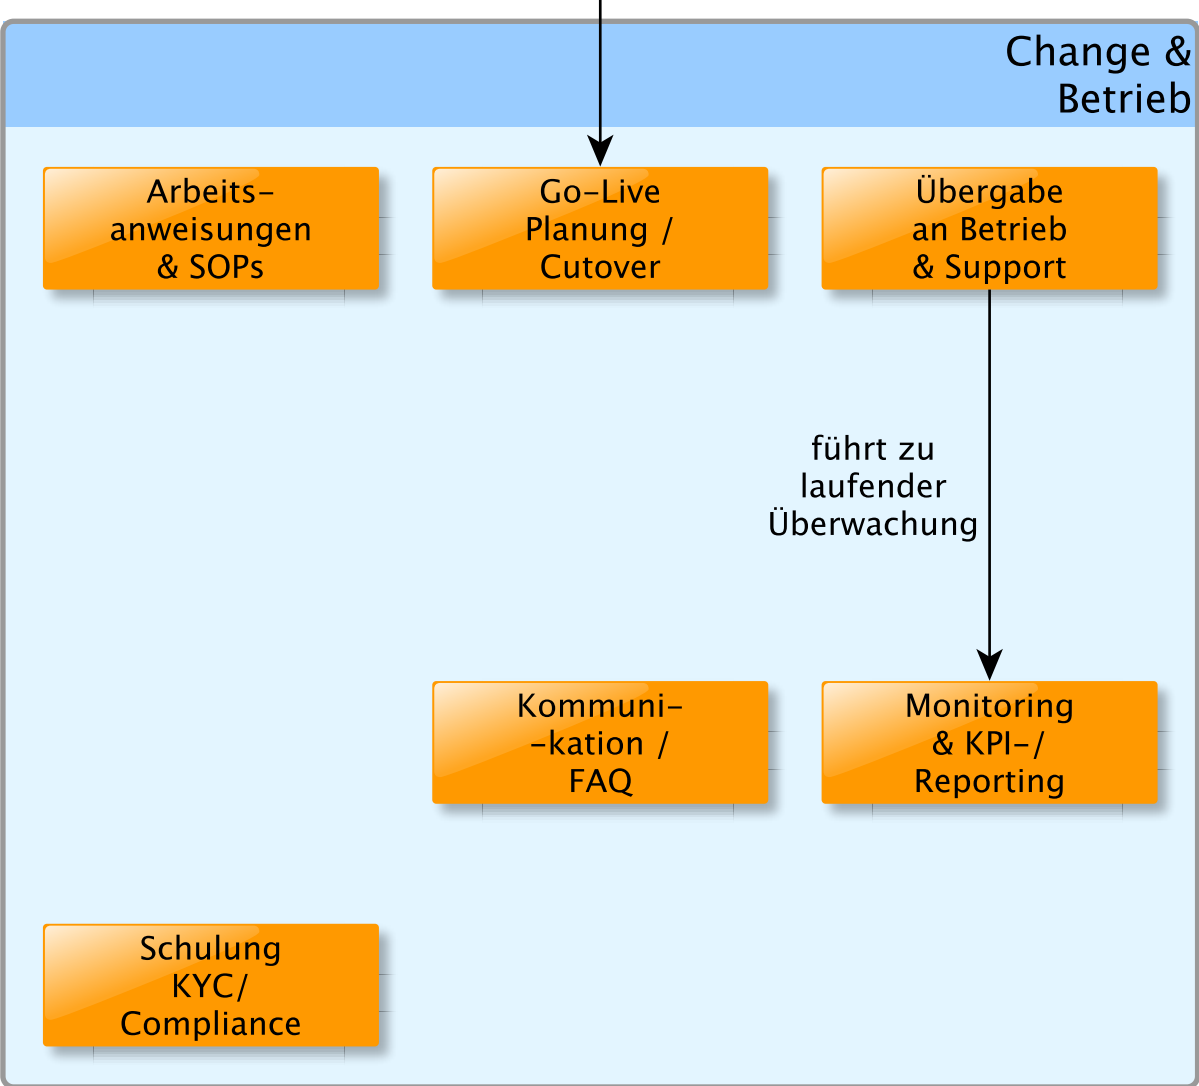 Change &
Betrieb
Arbeits-
anweisungen
& SOPs
Go-Live
Planung /
Cutover
Übergabe
an Betrieb
& Support
führt zu
laufender
Überwachung
Kommuni-
-kation /
FAQ
Monitoring
& KPI-/
Reporting
Schulung
KYC/
Compliance